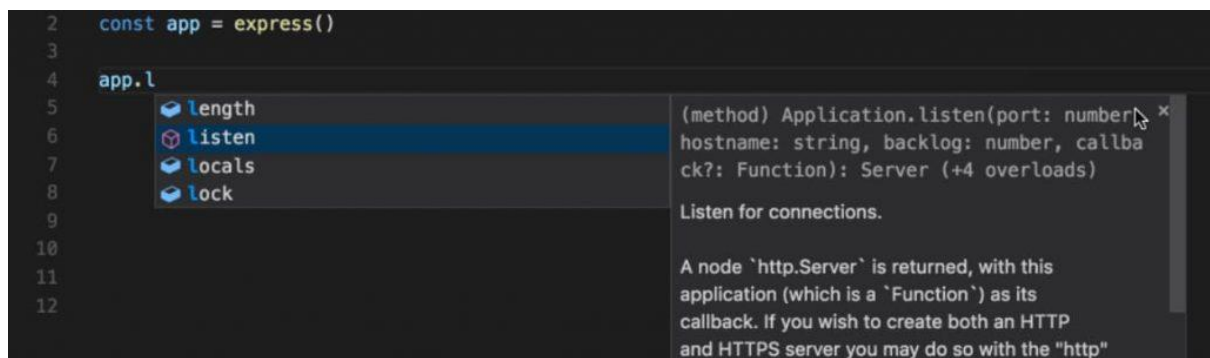 2 const app = express()
3
4 app.l
5 length
6 listen
7 locals
8 lock
9
10
11
12
(method) Application.listen(port: number,
hostname: string, backlog: number, callba
ck?: Function): Server (+4 overloads)
Listen for connections.
A node `http.Server` is returned, with this
application (which is a `Function`) as its
callback. If you wish to create both an HTTP
and HTTPS server you may do so with the "http"